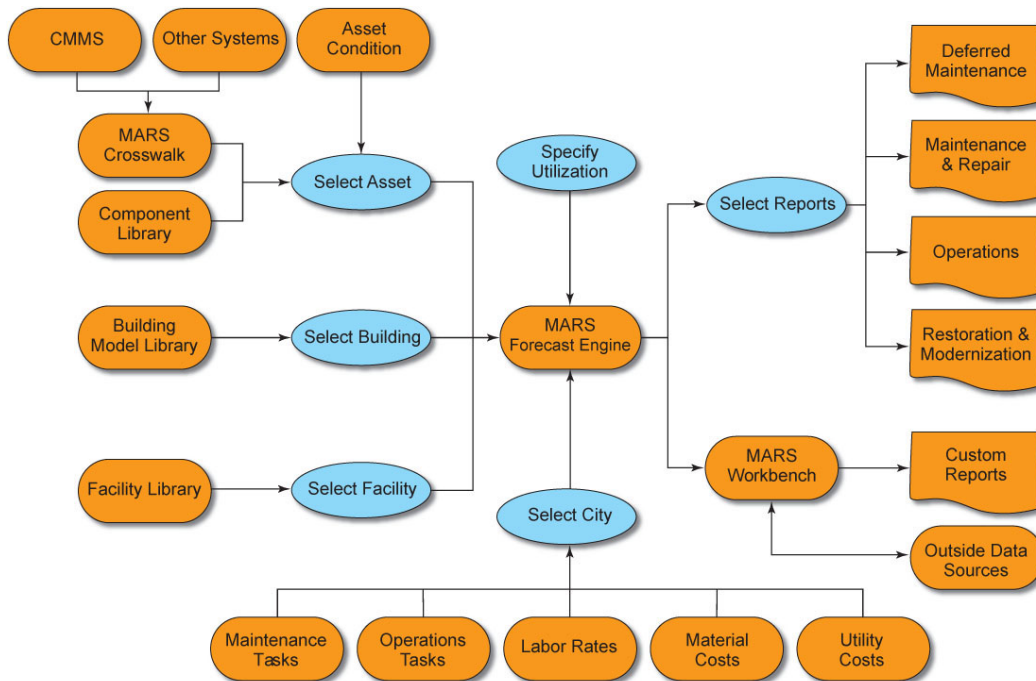 CMMS
Other Systems
Asset
Condition
Deferred
Maintenance
MARS
Crosswalk
Specify
Utilization
Maintenance
& Repair
Select Asset
Select Reports
Component
Library
Operations
Building
Model Library
Select Building
MARS
Forecast Engine
Restoration &
Modernization
MARS
Workbench
Custom
Reports
Facility Library
Select Facility
Select City
Outside Data
Sources
Maintenance
Tasks
Operations
Tasks
Labor Rates
Material
Costs
Utility
Costs